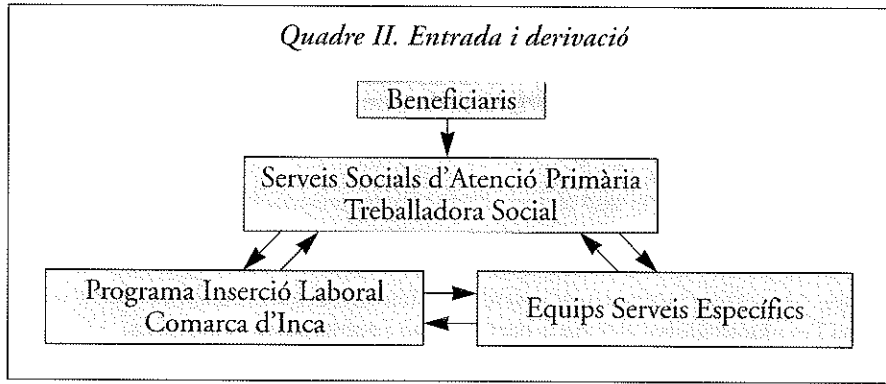 Quadre II. Entrada i derivació
Beneficiaris
Serveis Socials d'Atenció Primària
Treballadora Social
Programa Inserció Laboral
Comarca d'Inca
Equips Serveis Específics